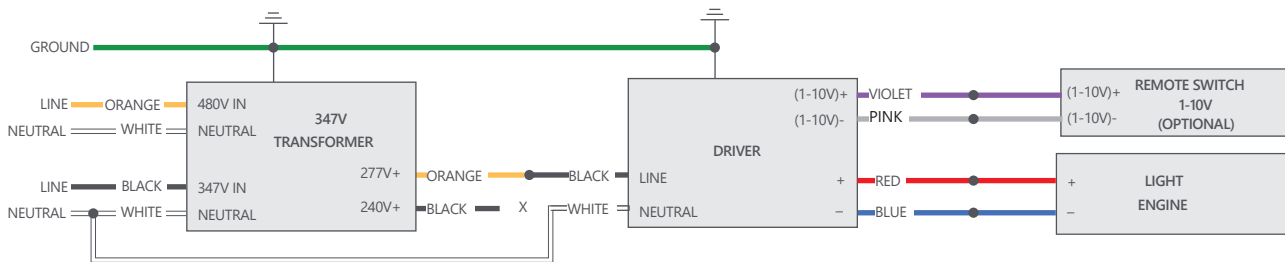 GROUND
LINE ORANGE 480V IN
NEUTRAL WHITE NEUTRAL
347V
TRANSFORMER
277V+ ORANGE BLACK LINE
LINE BLACK 347V IN
NEUTRAL WHITE NEUTRAL
240V+ BLACK X WHITE NEUTRAL
DRIVER
(1-10V)+ VIOLET (1-10V)+
(1-10V)- PINK (1-10V)-
REMOTE SWITCH
1-10V
(OPTIONAL)
+ RED +
– BLUE –
LIGHT
ENGINE